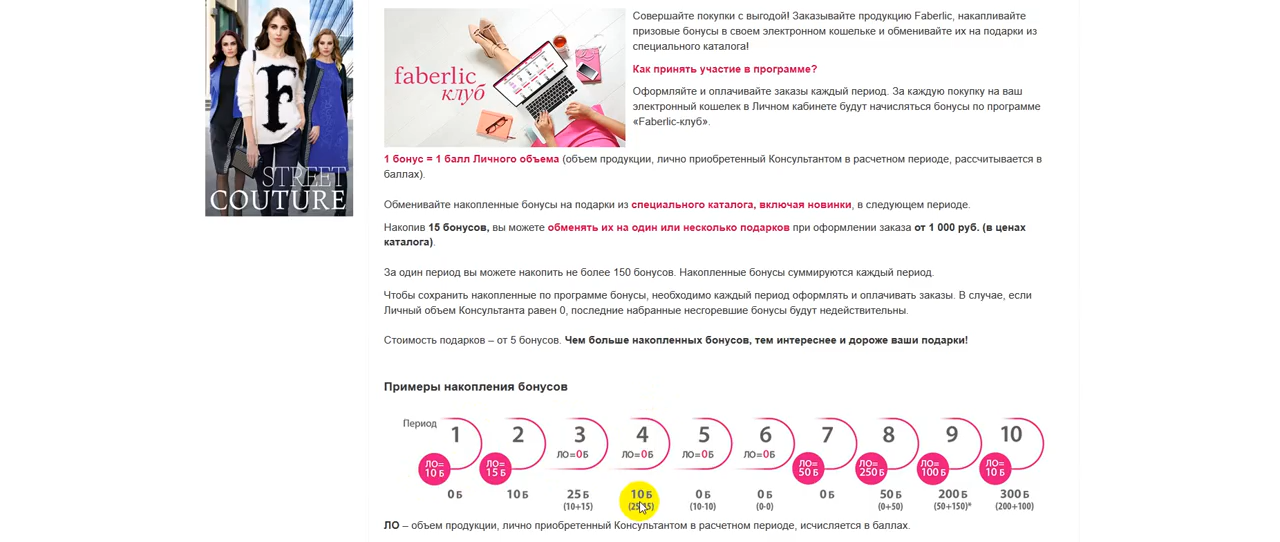 Совершайте покупки с выгодой! Заказывайте продукцию Faberlic, накапливайте
призовые бонусы в своем электронном кошельке и обменивайте их на подарки из
специального каталога!
faberlic
клуб
Как принять участие в программе?
Оформляйте и оплачивайте заказы каждый период. За каждую покупку на ваш
электронный кошелек в Личном кабинете будут начисляться бонусы по программе
«Faberlic-клуб».
F
STREET
COUTURE
1 бонус = 1 балл Личного объема (объем продукции, лично приобретенный Консультантом в расчетном периоде, рассчитывается в
баллах).
Обменивайте накопленные бонусы на подарки из специального каталога, включая новинки, в следующем периоде.
Накопив 15 бонусов, вы можете обменять их на один или несколько подарков при оформлении заказа от 1 000 руб. (в ценах
каталога).
За один период вы можете накопить не более 150 бонусов. Накопленные бонусы суммируются каждый период.
Чтобы сохранить накопленные по программе бонусы, необходимо каждый период оформлять и оплачивать заказы. В случае, если
Личный объем Консультанта равен 0, последние набранные несгоревшие бонусы будут недействительны.
Стоимость подарков – от 5 бонусов. Чем больше накопленных бонусов, тем интереснее и дороже ваши подарки!
Примеры накопления бонусов
Период 1 2 3 4 5 6 7 8 9 10
ЛО=0Б ЛО=0Б ЛО=0Б ЛО=0Б
ЛО= ЛО= ЛО= ЛО= ЛО= ЛО=
10 Б 15 Б 50 Б 250 Б 100 Б 10 Б
0 Б 10 Б 25 Б 10 Б 0 Б 0 Б 0 Б 50 Б 200 Б 300 Б
(10+15) (10-10) (0-0) (0+50) (50+150)* (200+100)
ЛО – объем продукции, лично приобретенный Консультантом в расчетном периоде, исчисляется в баллах.